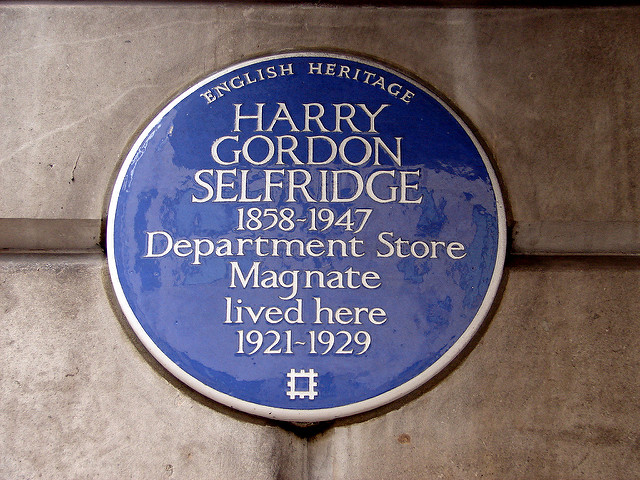 ENGLISH HERITAGE
HARRY
GORDON
SELFRIDGE
1858-1947
Department Store
Magnate
lived here
1921-1929